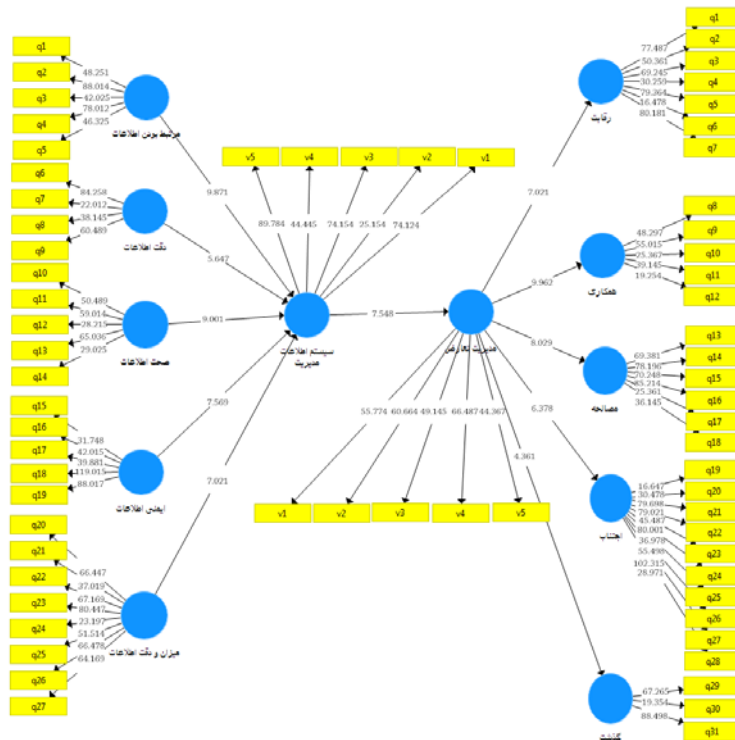 q1
q2
q3
q4
q5
48.251
88.014
42.025
78.012
46.325
مرتبط بودن اطلاعات
q6
q7
q8
q9
84.258
22.012
38.145
60.489
دقت اطلاعات
q10
q11
q12
q13
q14
50.489
59.014
28.215
65.036
29.025
صحت اطلاعات
q15
q16
q17
q18
q19
31.748
42.015
39.881
119.015
88.017
ایمنی اطلاعات
q20
q21
q22
q23
q24
q25
q26
q27
66.447
37.019
67.169
80.447
23.197
51.514
66.478
64.169
میزان و دقت اطلاعات
9.871
5.647
9.001
7.569
7.021
v5
v4
v3
v2
v1
89.784
44.445
74.154
25.154
74.124
سیستم اطلاعات
مدیریت
7.548
مدیریت تعارض
55.774
60.664
49.145
66.487
44.367
v1
v2
v3
v4
v5
7.021
9.962
8.029
6.378
4.361
q1
q2
q3
q4
q5
q6
q7
77.487
50.361
69.245
30.259
79.364
16.478
80.181
رقابت
q8
q9
q10
q11
q12
48.297
55.015
25.367
39.145
19.254
همکاری
q13
q14
q15
q16
q17
q18
69.381
78.196
70.248
85.214
25.361
36.145
مصالحه
q19
q20
q21
q22
q23
q24
q25
q26
q27
q28
16.647
30.478
79.698
79.021
45.487
80.001
36.978
55.498
102.315
28.971
اجتناب
q29
q30
q31
67.265
19.354
88.498
گذشت